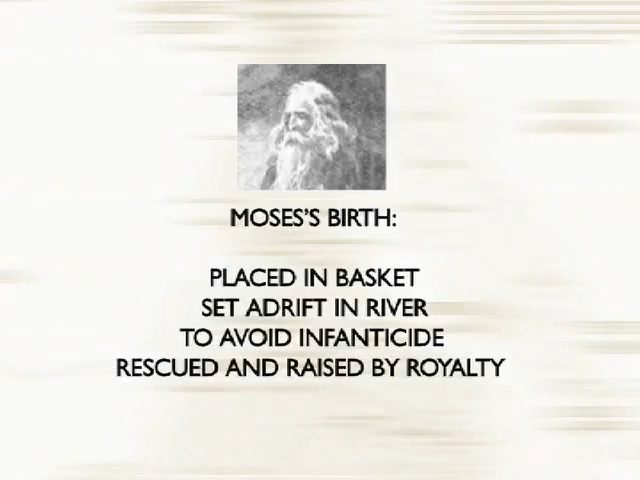 MOSES'S BIRTH:
PLACED IN BASKET
SET ADRIFT IN RIVER
TO AVOID INFANTICIDE
RESCUED AND RAISED BY ROYALTY